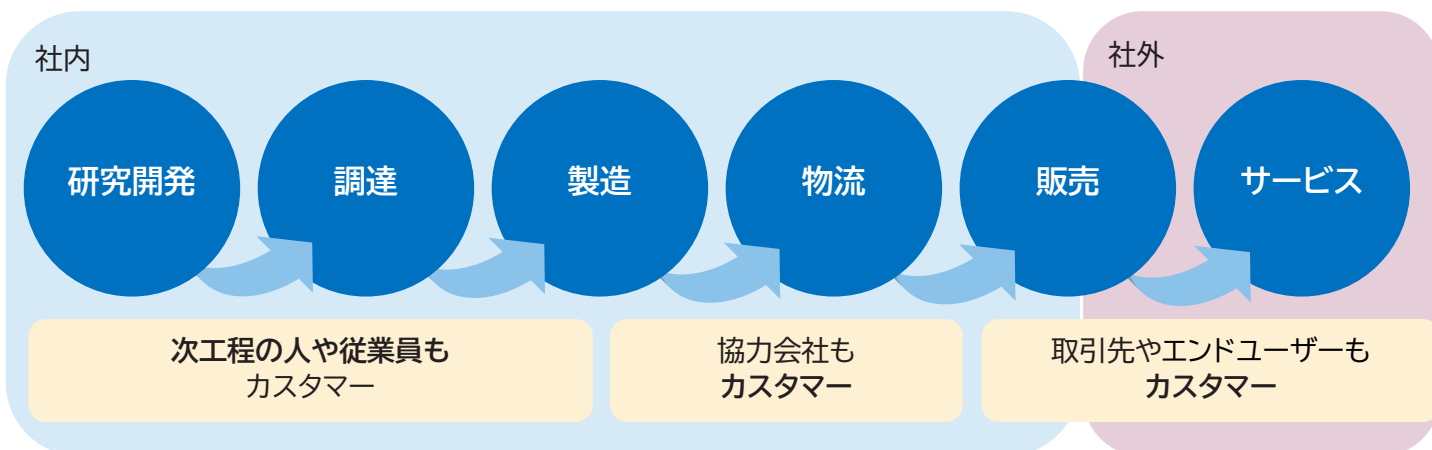 社内
社外
研究開発
調達
製造
物流
販売
サービス
次工程の人や従業員も
カスタマー
協力会社も
カスタマー
取引先やエンドユーザーも
カスタマー